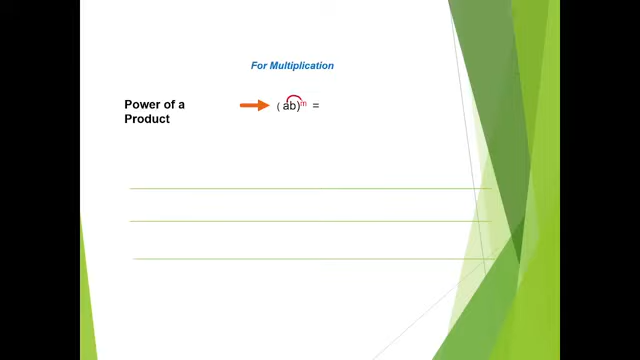 For Multiplication
Power of a
Product
(ab)ᵐ =